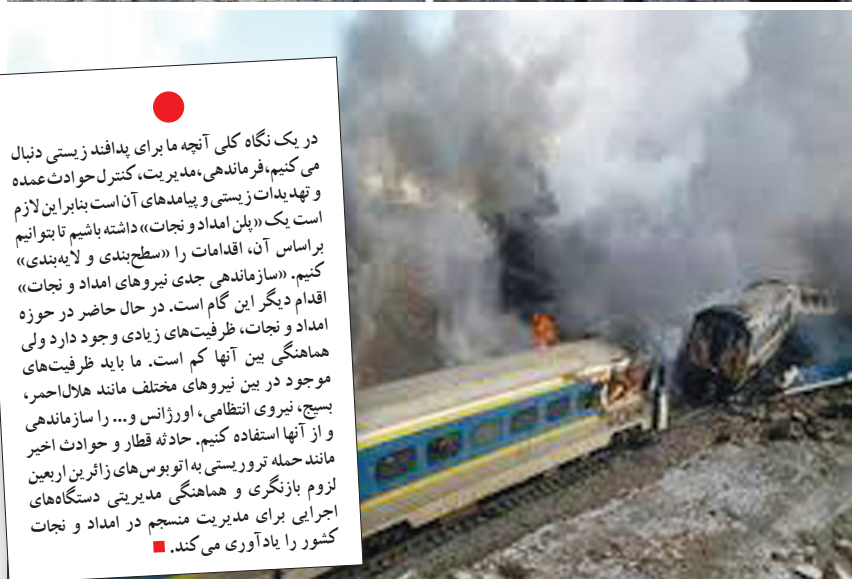 در یک نگاه کلی آنچه ما برای پدافند زیستی دنبال
می کنیم، فرماندهی، مدیریت، کنترل حوادث عمده
و تهدیدات زیستی و پیامدهای آن است بنابراین لازم
است یک «پلن امداد و نجات» داشته باشیم تا بتوانیم
براساس آن، اقدامات را «سطح‌بندی و لایه‌بندی»
کنیم. «سازماندهی جدی نیروهای امداد و نجات»
اقدام دیگر این گام است. در حال حاضر در حوزه
امداد و نجات، ظرفیت‌های زیادی وجود دارد ولی
هماهنگی بین آنها کم است. ما باید ظرفیت‌های
موجود در بین نیروهای مختلف مانند هلال‌احمر،
بسیج، نیروی انتظامی، اورژانس و... را سازماندهی
و از آنها استفاده کنیم. حادثه قطار و حوادث اخیر
مانند حمله تروریستی به اتوبوس‌های زائرین اربعین
لزوم بازنگری و هماهنگی مدیریتی دستگاه‌های
اجرایی برای مدیریت منسجم در امداد و نجات
کشور را یادآوری می‌کند.